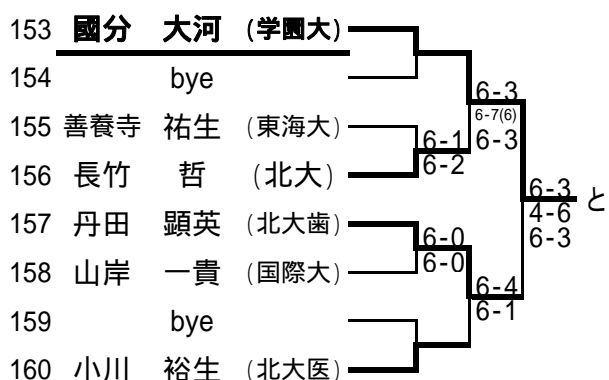 153 國分 大河 (学園大)
154 bye
155 善養寺 祐生 (東海大)
156 長竹 哲 (北大)
157 丹田 顕英 (北大歯)
158 山岸 一貴 (国際大)
159 bye
160 小川 裕生 (北大医)
6-1
6-2
6-0
6-0
6-3
6-7(6)
6-3
6-4
6-1
6-3
4-6
6-3
と